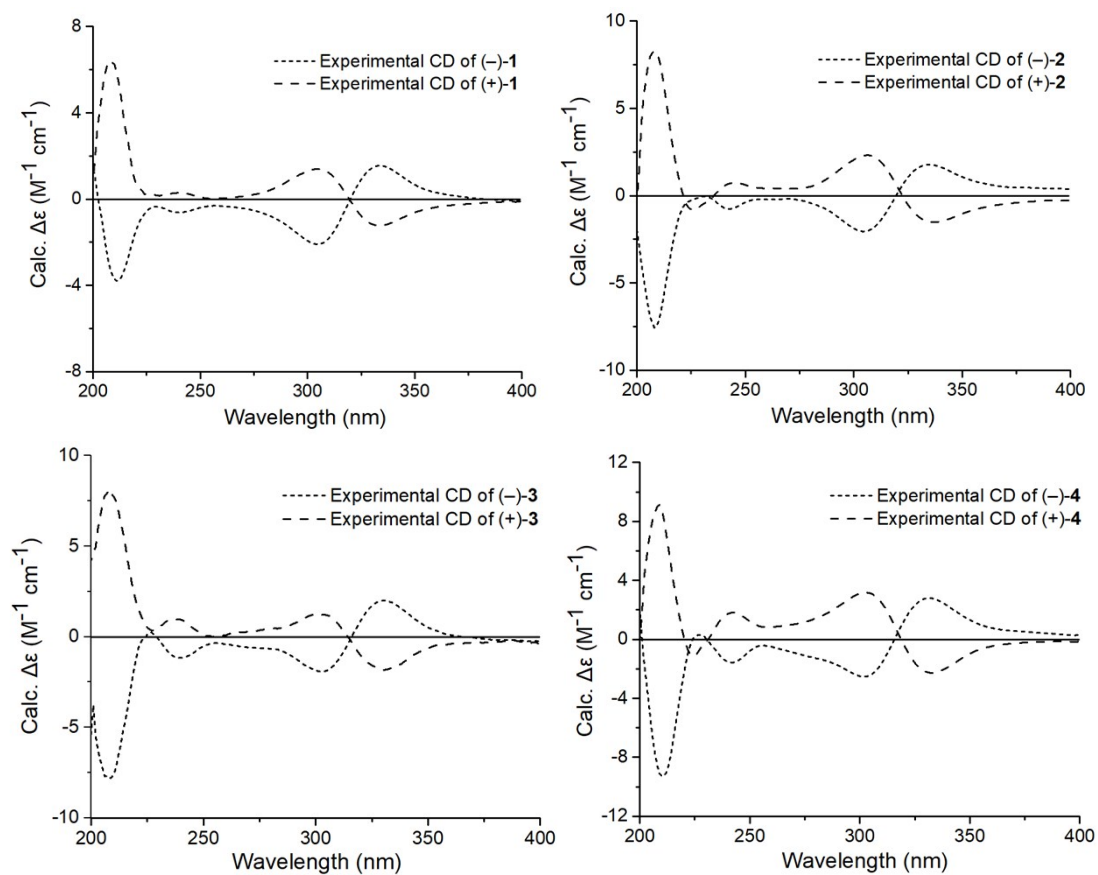 8
4
0
-4
-8
Calc. Δε (M⁻¹ cm⁻¹)
Experimental CD of (–)-1
Experimental CD of (+)-1
200 250 300 350 400
Wavelength (nm)
10
5
0
-5
-10
Calc. Δε (M⁻¹ cm⁻¹)
Experimental CD of (–)-2
Experimental CD of (+)-2
200 250 300 350 400
Wavelength (nm)
10
5
0
-5
-10
Calc. Δε (M⁻¹ cm⁻¹)
Experimental CD of (–)-3
Experimental CD of (+)-3
200 250 300 350 400
Wavelength (nm)
12
8
4
0
-4
-8
-12
Calc. Δε (M⁻¹ cm⁻¹)
Experimental CD of (–)-4
Experimental CD of (+)-4
200 250 300 350 400
Wavelength (nm)